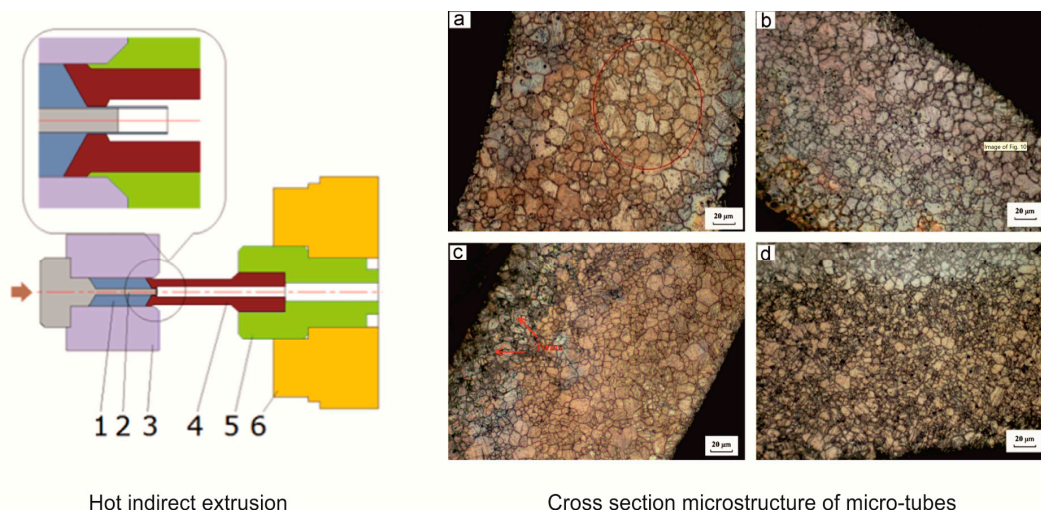 a
b
Image of Fig. 10
20 μm
20 μm
c
d
20 μm
20 μm
1 2 3 4 5 6
Hot indirect extrusion
Cross section microstructure of micro-tubes